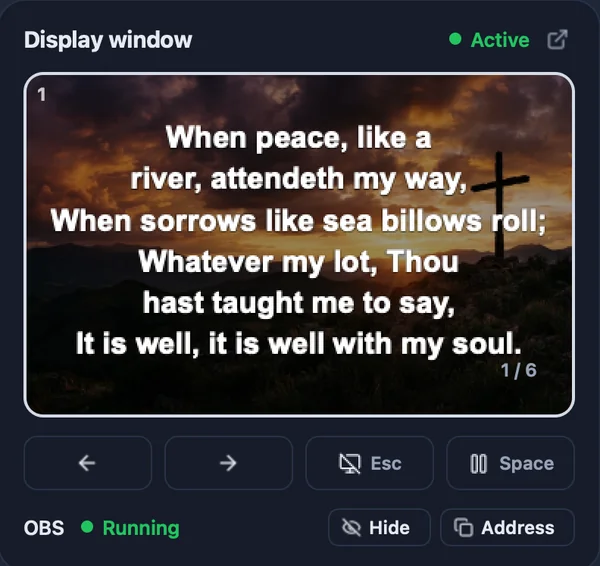 Display window
Active
1
When peace, like a
river, attendeth my way,
When sorrows like sea billows roll;
Whatever my lot, Thou
hast taught me to say,
It is well, it is well with my soul.
1 / 6
Esc
Space
OBS
Running
Hide
Address